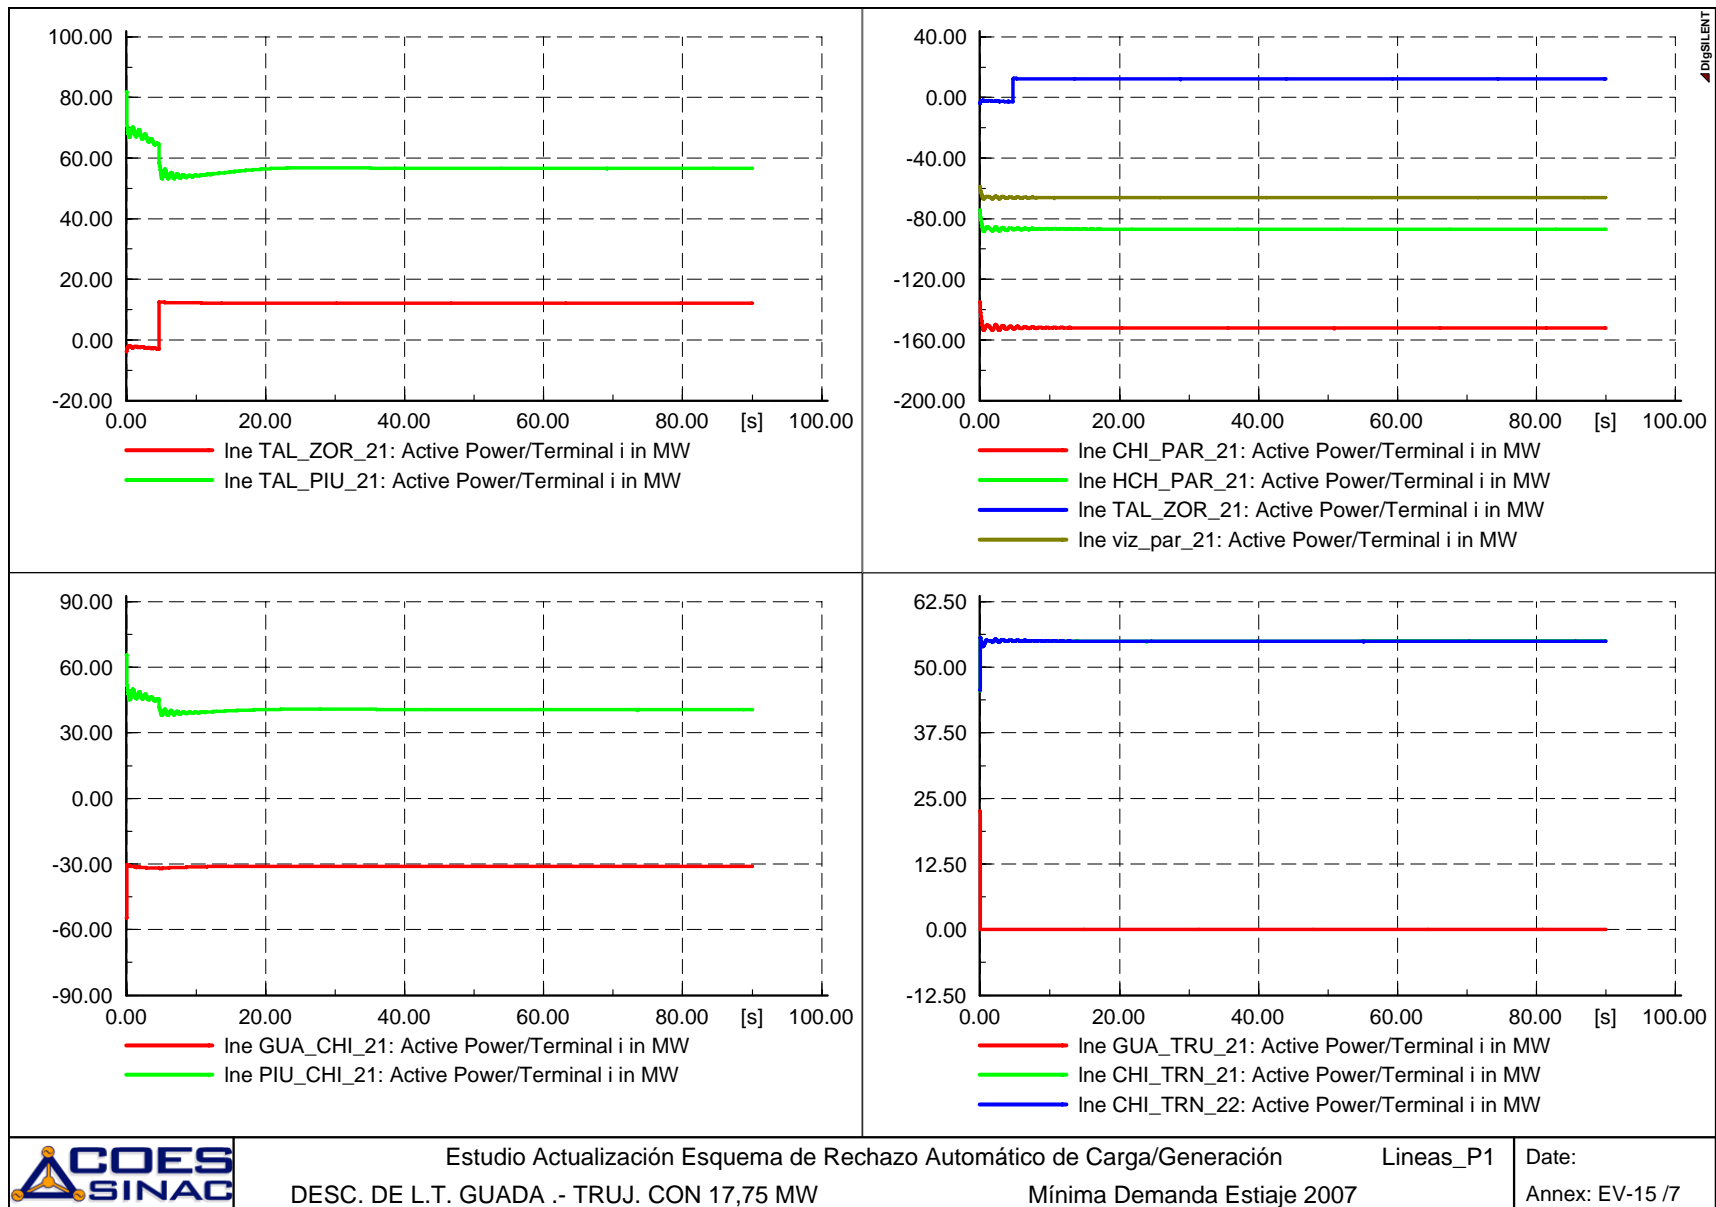 DIgSILENT
100.00
80.00
60.00
40.00
20.00
0.00
-20.00
0.00 20.00 40.00 60.00 80.00 [s] 100.00
lne TAL_ZOR_21: Active Power/Terminal i in MW
lne TAL_PIU_21: Active Power/Terminal i in MW
40.00
0.00
-40.00
-80.00
-120.00
-160.00
-200.00
0.00 20.00 40.00 60.00 80.00 [s] 100.00
lne CHI_PAR_21: Active Power/Terminal i in MW
lne HCH_PAR_21: Active Power/Terminal i in MW
lne TAL_ZOR_21: Active Power/Terminal i in MW
lne viz_par_21: Active Power/Terminal i in MW
90.00
60.00
30.00
0.00
-30.00
-60.00
-90.00
0.00 20.00 40.00 60.00 80.00 [s] 100.00
lne GUA_CHI_21: Active Power/Terminal i in MW
lne PIU_CHI_21: Active Power/Terminal i in MW
62.50
50.00
37.50
25.00
12.50
0.00
-12.50
0.00 20.00 40.00 60.00 80.00 [s] 100.00
lne GUA_TRU_21: Active Power/Terminal i in MW
lne CHI_TRN_21: Active Power/Terminal i in MW
lne CHI_TRN_22: Active Power/Terminal i in MW
COES
SINAC
Estudio Actualización Esquema de Rechazo Automático de Carga/Generación Lineas_P1
DESC. DE L.T. GUADA .- TRUJ. CON 17,75 MW Mínima Demanda Estiaje 2007
Date:
Annex: EV-15 /7